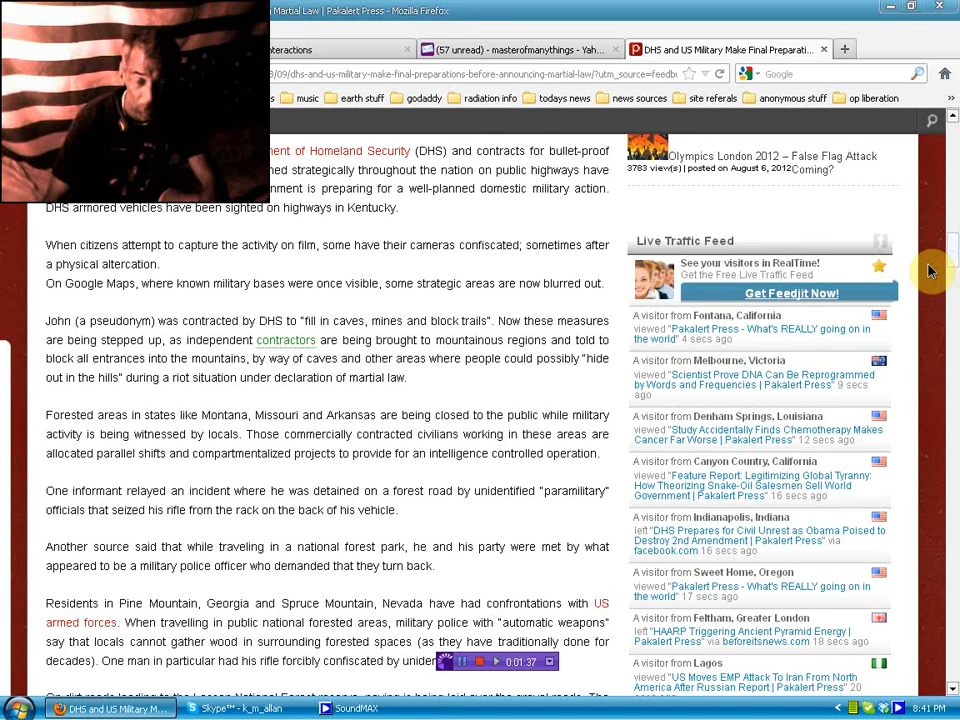 g Martial Law | Pakalert Press - Mozilla Firefox
nteractions
(57 unread) - masterofmanythings - Yah...
DHS and US Military Make Final Preparati...
3/09/dhs-and-us-military-make-final-preparations-before-announcing-martial-law/?utm_source=feedb
Google
music
earth stuff
godaddy
radiation info
todays news
news sources
site referals
anonymous stuff
op liberation
ent of Homeland Security (DHS) and contracts for bullet-proof
ned strategically throughout the nation on public highways have
rnment is preparing for a well-planned domestic military action.
DHS armored vehicles have been sighted on highways in Kentucky.
When citizens attempt to capture the activity on film, some have their cameras confiscated; sometimes after
a physical altercation.
On Google Maps, where known military bases were once visible, some strategic areas are now blurred out.
John (a pseudonym) was contracted by DHS to "fill in caves, mines and block trails". Now these measures
are being stepped up, as independent contractors are being brought to mountainous regions and told to
block all entrances into the mountains, by way of caves and other areas where people could possibly "hide
out in the hills" during a riot situation under declaration of martial law.
Forested areas in states like Montana, Missouri and Arkansas are being closed to the public while military
activity is being witnessed by locals. Those commercially contracted civilians working in these areas are
allocated parallel shifts and compartmentalized projects to provide for an intelligence controlled operation.
One informant relayed an incident where he was detained on a forest road by unidentified "paramilitary"
officials that seized his rifle from the rack on the back of his vehicle.
Another source said that while traveling in a national forest park, he and his party were met by what
appeared to be a military police officer who demanded that they turn back.
Residents in Pine Mountain, Georgia and Spruce Mountain, Nevada have had confrontations with US
armed forces. When travelling in public national forested areas, military police with "automatic weapons"
say that locals cannot gather wood in surrounding forested spaces (as they have traditionally done for
decades). One man in particular had his rifle forcibly confiscated by uniden
0:01:37
Olympics London 2012 – False Flag Attack
3783 view(s) | posted on August 6, 2012 Coming?
Live Traffic Feed
See your visitors in RealTime!
Get the Free Live Traffic Feed
Get Feedjit Now!
A visitor from Fontana, California
viewed "Pakalert Press - What's REALLY going on in
the world" 4 secs ago
A visitor from Melbourne, Victoria
viewed "Scientist Prove DNA Can Be Reprogrammed
by Words and Frequencies | Pakalert Press" 9 secs
ago
A visitor from Denham Springs, Louisiana
viewed "Study Accidentally Finds Chemotherapy Makes
Cancer Far Worse | Pakalert Press" 12 secs ago
A visitor from Canyon Country, California
viewed "Feature Report: Legitimizing Global Tyranny:
How Theorizing Snake-Oil Salesmen Sell World
Government | Pakalert Press" 16 secs ago
A visitor from Indianapolis, Indiana
left "DHS Prepares for Civil Unrest as Obama Poised to
Destroy 2nd Amendment | Pakalert Press" via
facebook.com 16 secs ago
A visitor from Sweet Home, Oregon
viewed "Pakalert Press - What's REALLY going on in
the world" 17 secs ago
A visitor from Feltham, Greater London
left "HAARP Triggering Ancient Pyramid Energy |
Pakalert Press" via beforeitsnews.com 18 secs ago
A visitor from Lagos
viewed "US Moves EMP Attack To Iran From North
America After Russian Report | Pakalert Press" 20
DHS and US Military M...
Skype™ - k_m_allan
SoundMAX
8:41 PM